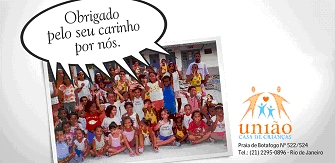 Obrigado
pelo seu carinho
por nós.
união
CASA DE CRIANÇAS
Praia de Botafogo Nº 522/524
Tel.: (21) 2295-0896 - Rio de Janeiro